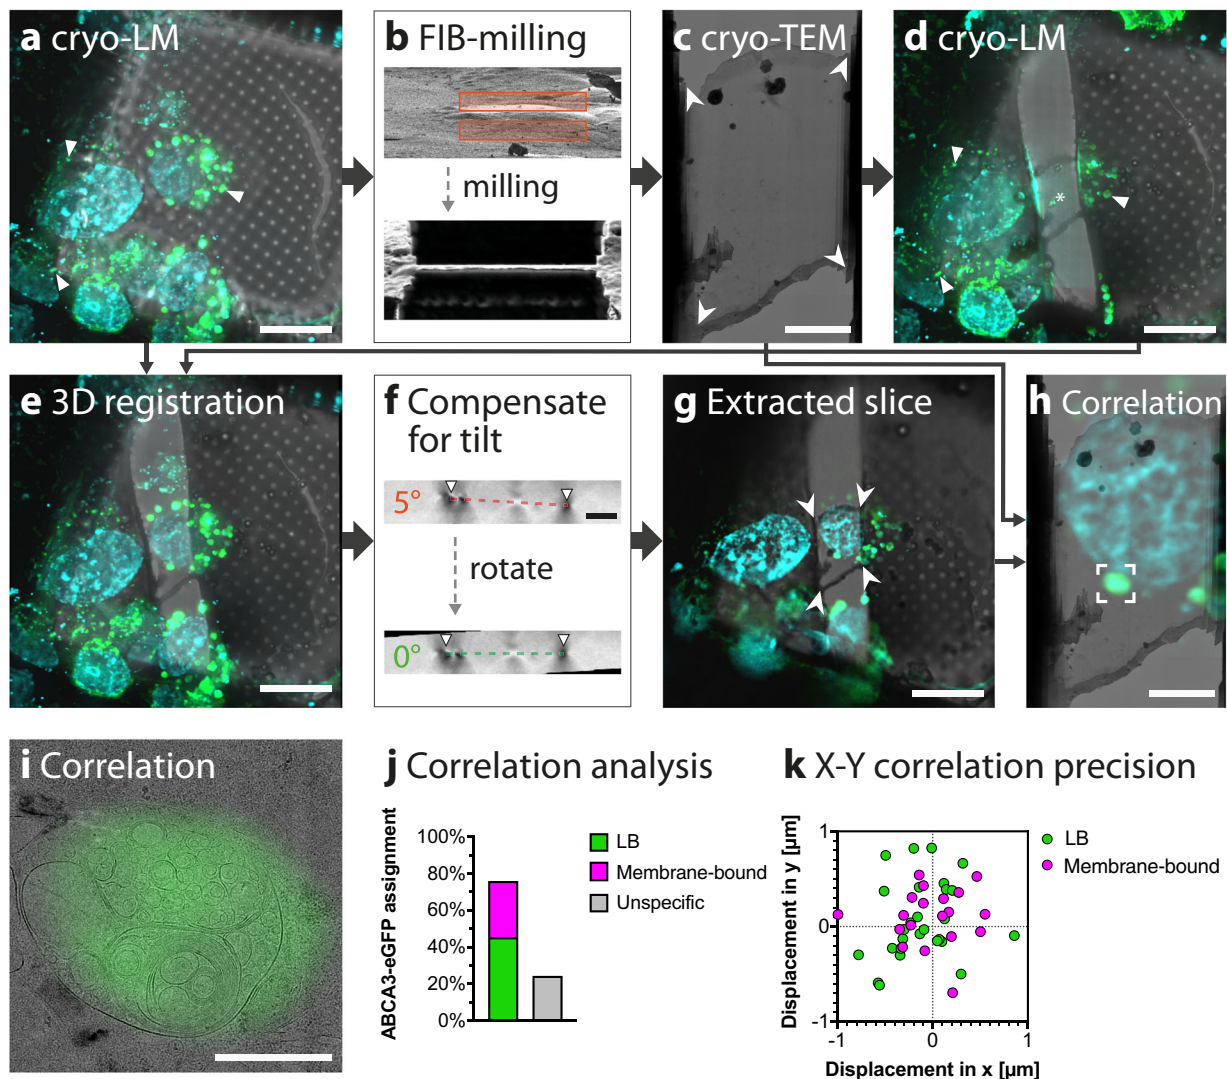 a cryo-LM
b FIB-milling
milling
c cryo-TEM
d cryo-LM
*
e 3D registration
f Compensate
for tilt
5°
rotate
0°
g Extracted slice
h Correlation
i Correlation
j Correlation analysis
ABCA3-eGFP assignment
100%
80%
60%
40%
20%
0%
LB
Membrane-bound
Unspecific
k X-Y correlation precision
Displacement in y [µm]
1
0
-1
-1
0
1
Displacement in x [µm]
LB
Membrane-bound